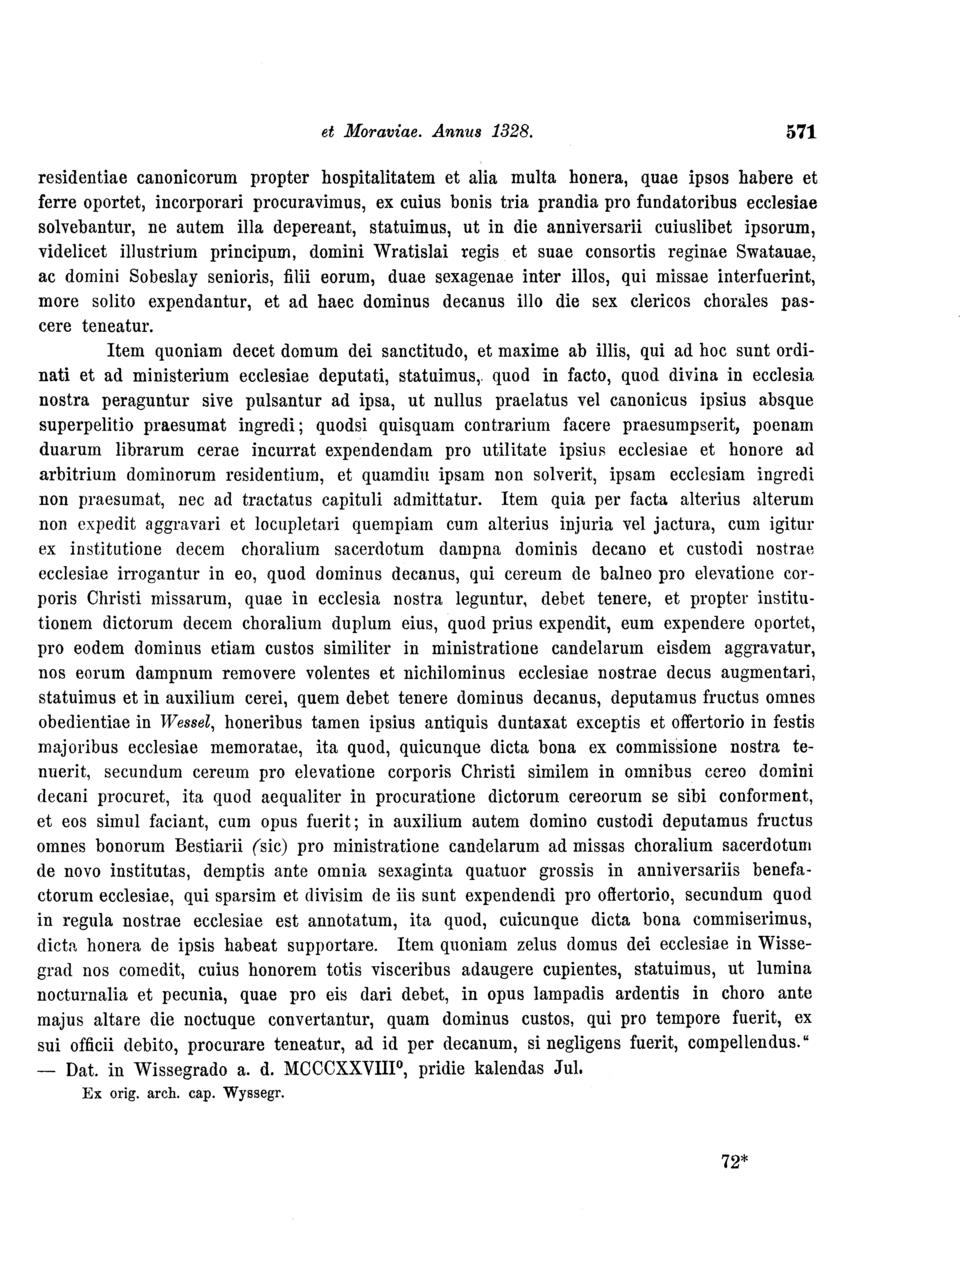 et Moraviae. Annus 1328. 571
residentiae canonicorum propter hospitalitatem et alia multa honera, quae ipsos habere et
ferre oportet, incorporari procuravimus, ex cuius bonis tria prandia pro fundatoribus ecclesiae
solvebantur, ne autem illa depereant, statuimus, ut in die anniversarii cuiuslibet ipsorum,
videlicet illustrium principum, domini Wratislai regis et suae consortis reginae Swatauae,
ac domini Sobeslay senioris, filii eorum, duae sexagenae inter illos, qui missae interfuerint,
more solito expendantur, et ad haec dominus decanus illo die sex clericos chorales pas-
cere teneatur.
Item quoniam decet domum dei sanctitudo, et maxime ab illis, qui ad hoc sunt ordi-
nati et ad ministerium ecclesiae deputati, statuimus, quod in facto, quod divina in ecclesia
nostra peraguntur sive pulsantur ad ipsa, ut nullus praelatus vel canonicus ipsius absque
superpelitio praesumat ingredi; quodsi quisquam contrarium facere praesumpserit, poenam
duarum librarum cerae incurrat expendendam pro utilitate ipsius ecclesiae et honore ad
arbitrium dominorum residentium, et quamdiu ipsam non solverit, ipsam ecclesiam ingredi
non praesumat, nec ad tractatus capituli admittatur. Item quia per facta alterius alterum
non expedit aggravari et locupletari quempiam cum alterius injuria vel jactura, cum igitur
ex institutione decem choralium sacerdotum dampna dominis decano et custodi nostrae
ecclesiae irrogantur in eo, quod dominus decanus, qui cereum de balneo pro elevatione cor-
poris Christi missarum, quae in ecclesia nostra leguntur, debet tenere, et propter institu-
tionem dictorum decem choralium duplum eius, quod prius expendit, eum expendere oportet,
pro eodem dominus etiam custos similiter in ministratione candelarum eisdem aggravatur,
nos eorum dampnum removere volentes et nichilominus ecclesiae nostrae decus augmentari,
statuimus et in auxilium cerei, quem debet tenere dominus decanus, deputamus fructus omnes
obedientiae in Wessel, honeribus tamen ipsius antiquis duntaxat exceptis et offertorio in festis
majoribus ecclesiae memoratae, ita quod, quicunque dicta bona ex commissione nostra te-
nuerit, secundum cereum pro elevatione corporis Christi similem in omnibus cereo domini
decani procuret, ita quod aequaliter in procuratione dictorum cereorum se sibi conforment,
et eos simul faciant, cum opus fuerit; in auxilium autem domino custodi deputamus fructus
omnes bonorum Bestiarii (sic) pro ministratione candelarum ad missas choralium sacerdotum
de novo institutas, demptis ante omnia sexaginta quatuor grossis in anniversariis benefa-
ctorum ecclesiae, qui sparsim et divisim de iis sunt expendendi pro offertorio, secundum quod
in regula nostrae ecclesiae est annotatum, ita quod, cuicunque dicta bona commiserimus,
dicta honera de ipsis habeat supportare. Item quoniam zelus domus dei ecclesiae in Wisse-
grad nos comedit, cuius honorem totis visceribus adaugere cupientes, statuimus, ut lumina
nocturnalia et pecunia, quae pro eis dari debet, in opus lampadis ardentis in choro ante
majus altare die noctuque convertantur, quam dominus custos, qui pro tempore fuerit, ex
sui officii debito, procurare teneatur, ad id per decanum, si negligens fuerit, compellendus.“
— Dat. in Wissegrado a. d. MCCCXXVIII⁰, pridie kalendas Jul.
Ex orig. arch. cap. Wyssegr.
72*